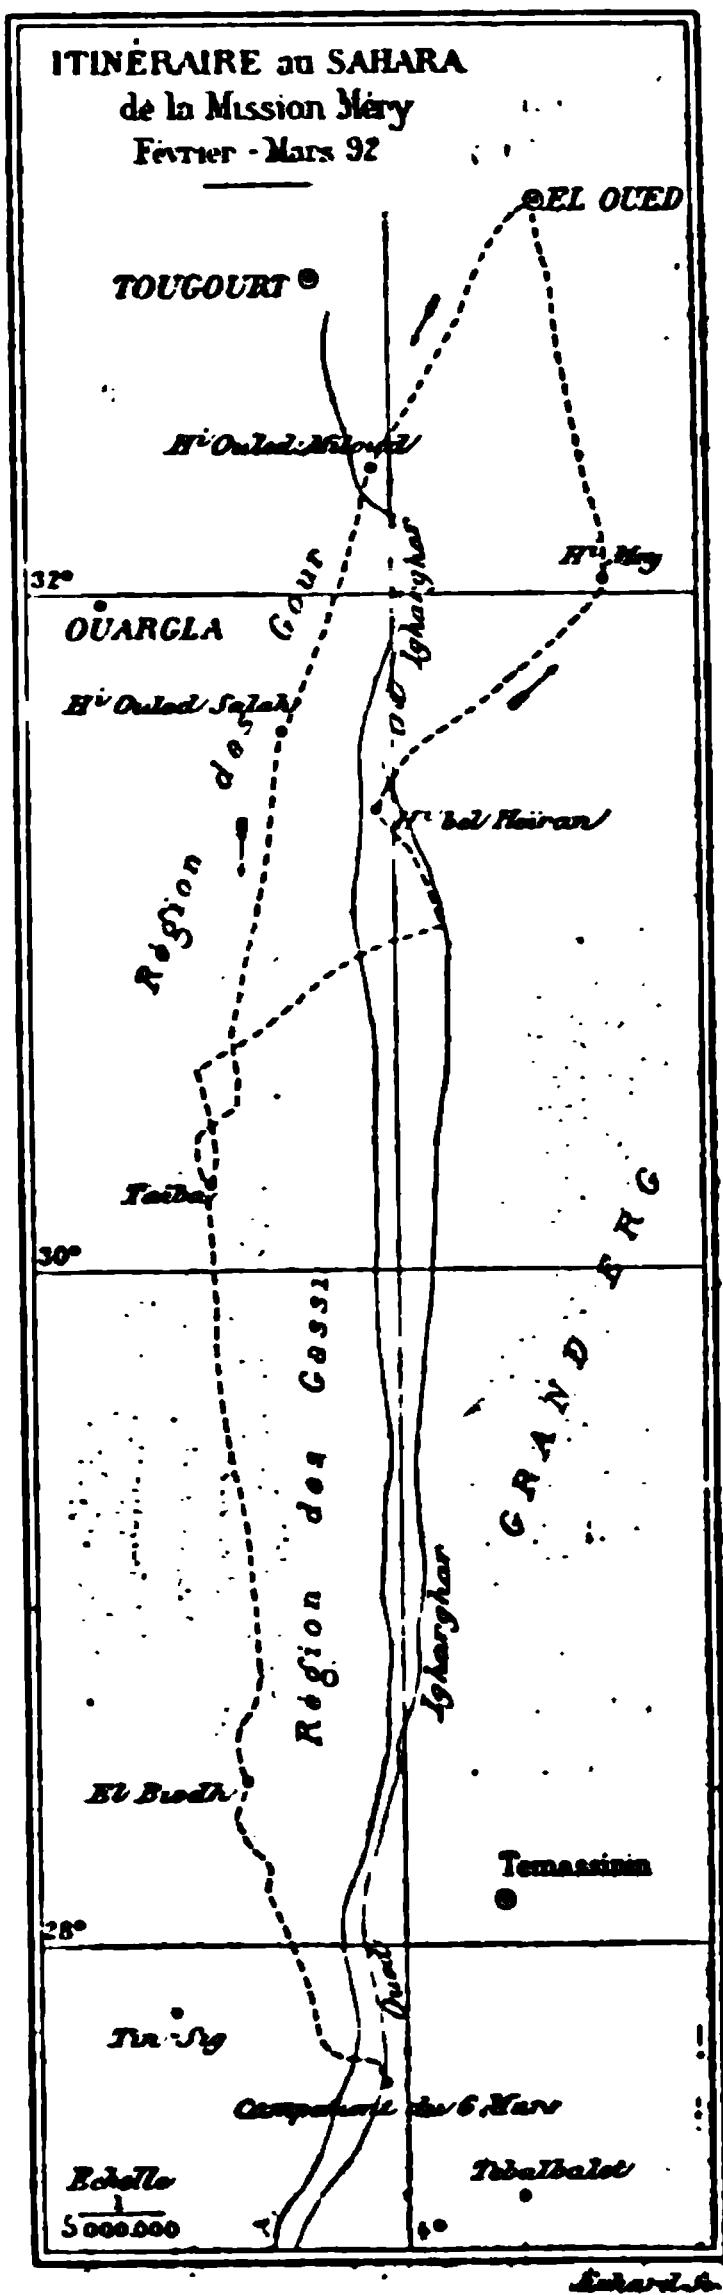 ITINÉRAIRE au SAHARA
de la Mission Méry
Février - Mars 92
EL OUED
TOUGOURT
Hi Ouled Miloud
Hi Mey
32°
OUARGLA
Région des Gour
Od Igharghar
Hi Ouled Salah
Hi bel Heïran
Taïba
30°
Région des Gassi
GRAND ERG
Oued Igharghar
El Biodh
Temassinin
28°
Tin-Sig
Campement du 6 Mars
Tebalbalet
Echelle
1
5 000.000
4°